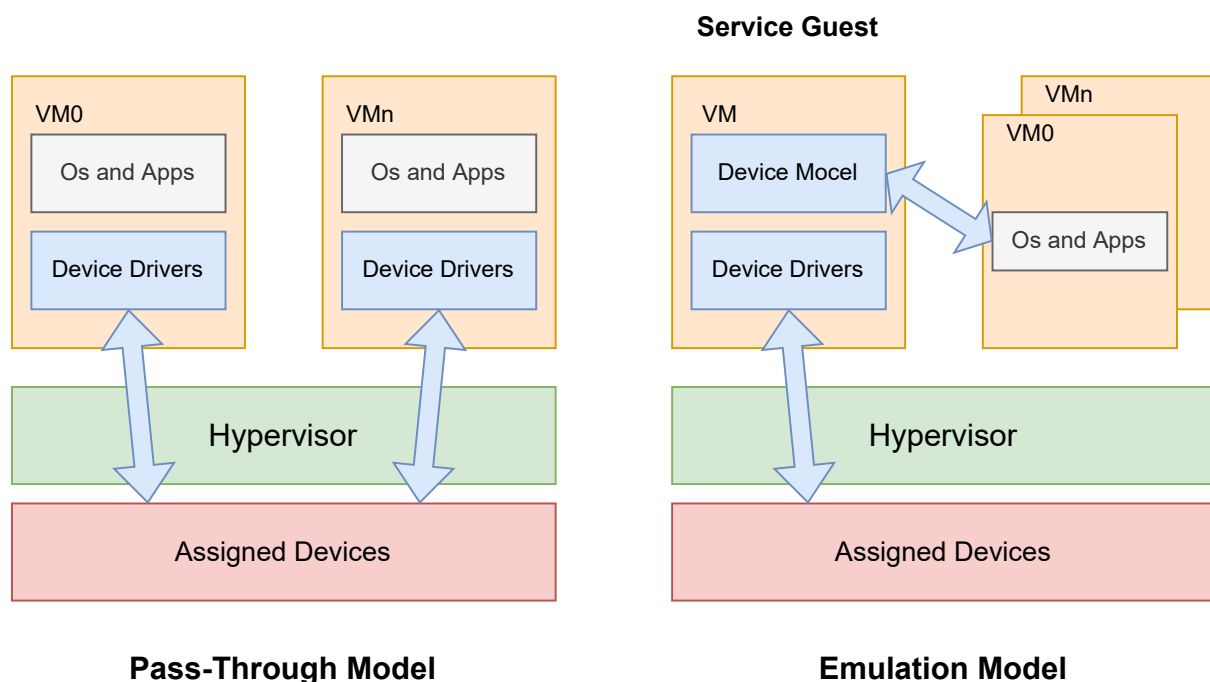 Service Guest
VM0
Os and Apps
Device Drivers
VMn
Os and Apps
Device Drivers
Hypervisor
Assigned Devices
Pass-Through Model
VM
Device Mocel
Device Drivers
VMn
VM0
Os and Apps
Hypervisor
Assigned Devices
Emulation Model